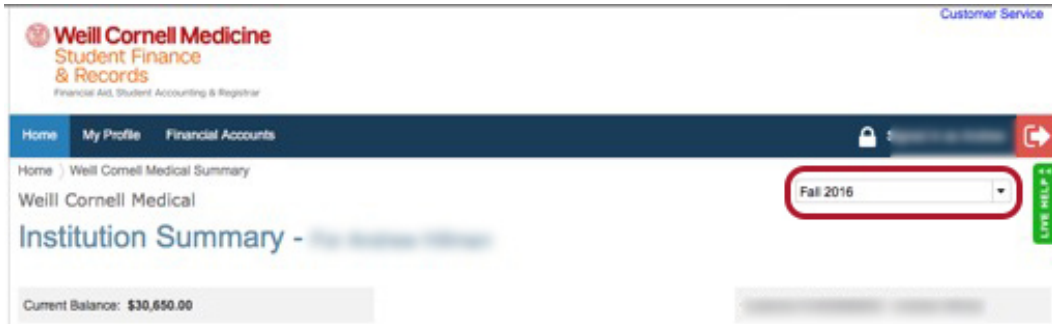 Customer Service
Weill Cornell Medicine
Student Finance
& Records
Financial Aid, Student Accounting & Registrar
Home My Profile Financial Accounts
Home Weill Cornell Medical Summary
Fall 2016
Weill Cornell Medical
LIVE HELP
Institution Summary -
Current Balance: $30,650.00